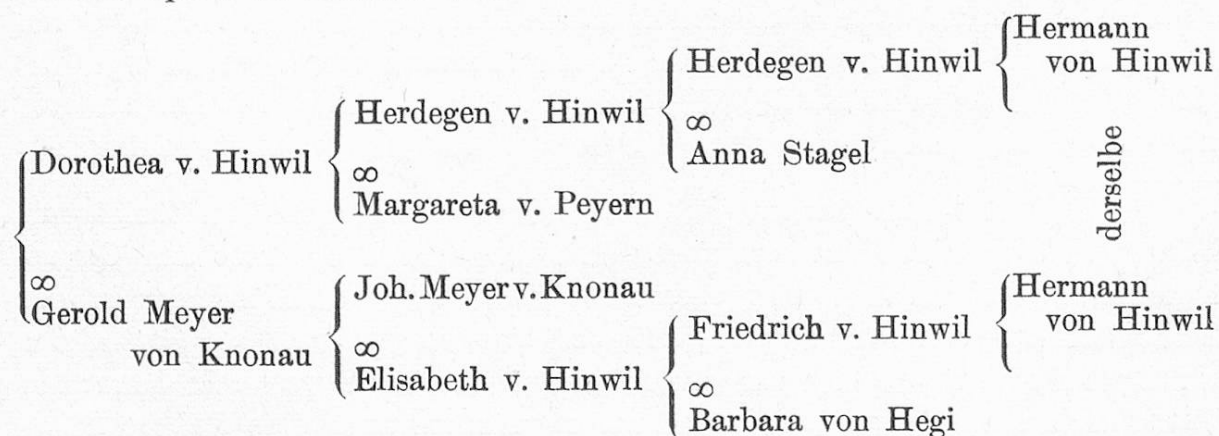 Hermann
von Hinwil
Herdegen v. Hinwil
∞
Anna Stagel
Herdegen v. Hinwil
∞
Margareta v. Peyern
Dorothea v. Hinwil
derselbe
∞
Gerold Meyer
von Knonau
Joh. Meyer v. Knonau
∞
Elisabeth v. Hinwil
Hermann
von Hinwil
Friedrich v. Hinwil
∞
Barbara von Hegi